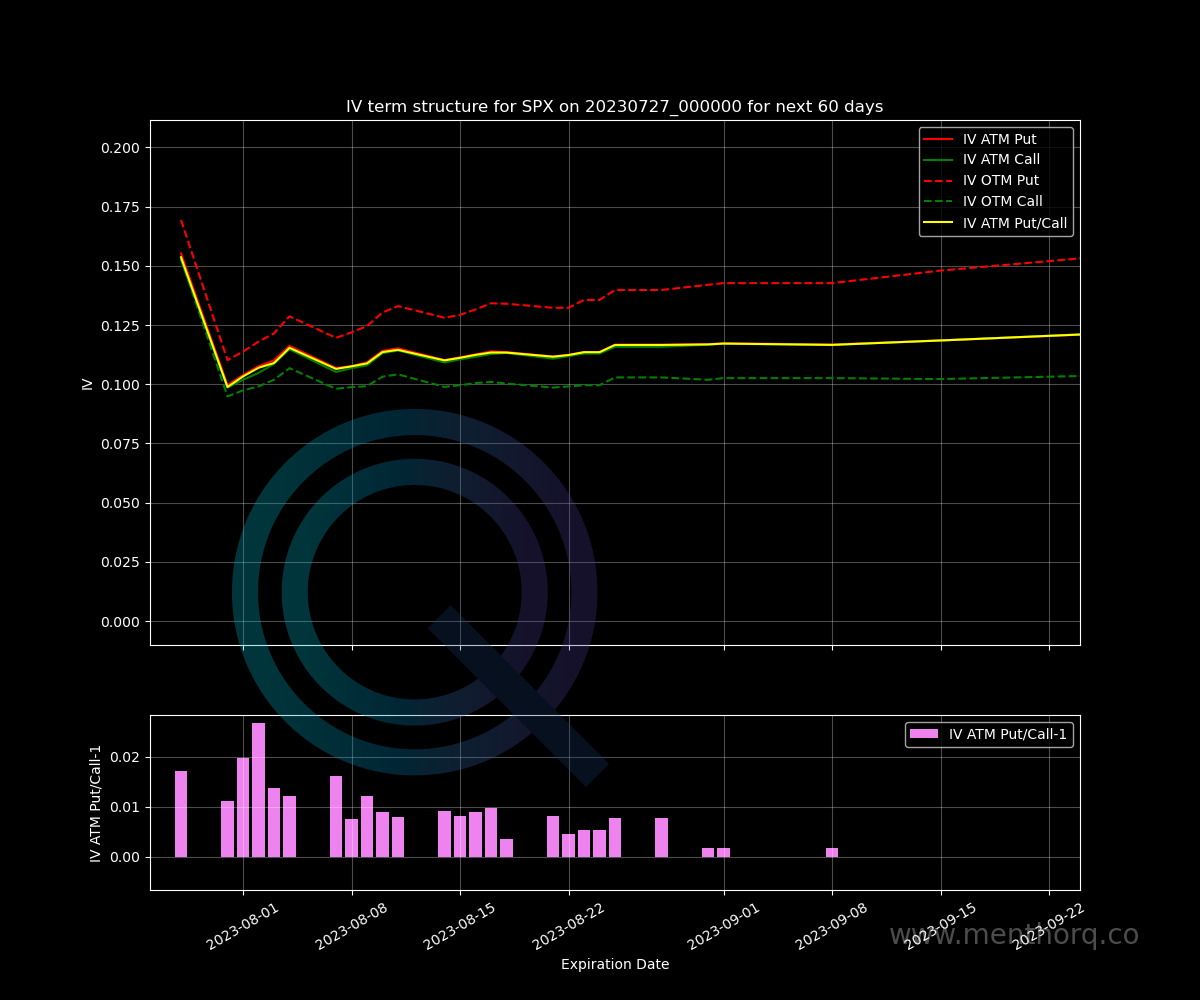 IV term structure for SPX on 20230727_000000 for next 60 days
IV
0.200
0.175
0.150
0.125
0.100
0.075
0.050
0.025
0.000
IV ATM Put
IV ATM Call
IV OTM Put
IV OTM Call
IV ATM Put/Call
IV ATM Put/Call-1
0.02
0.01
0.00
IV ATM Put/Call-1
2023-08-01
2023-08-08
2023-08-15
2023-08-22
2023-09-01
2023-09-08
2023-09-15
2023-09-22
www.menthorq.co
Expiration Date